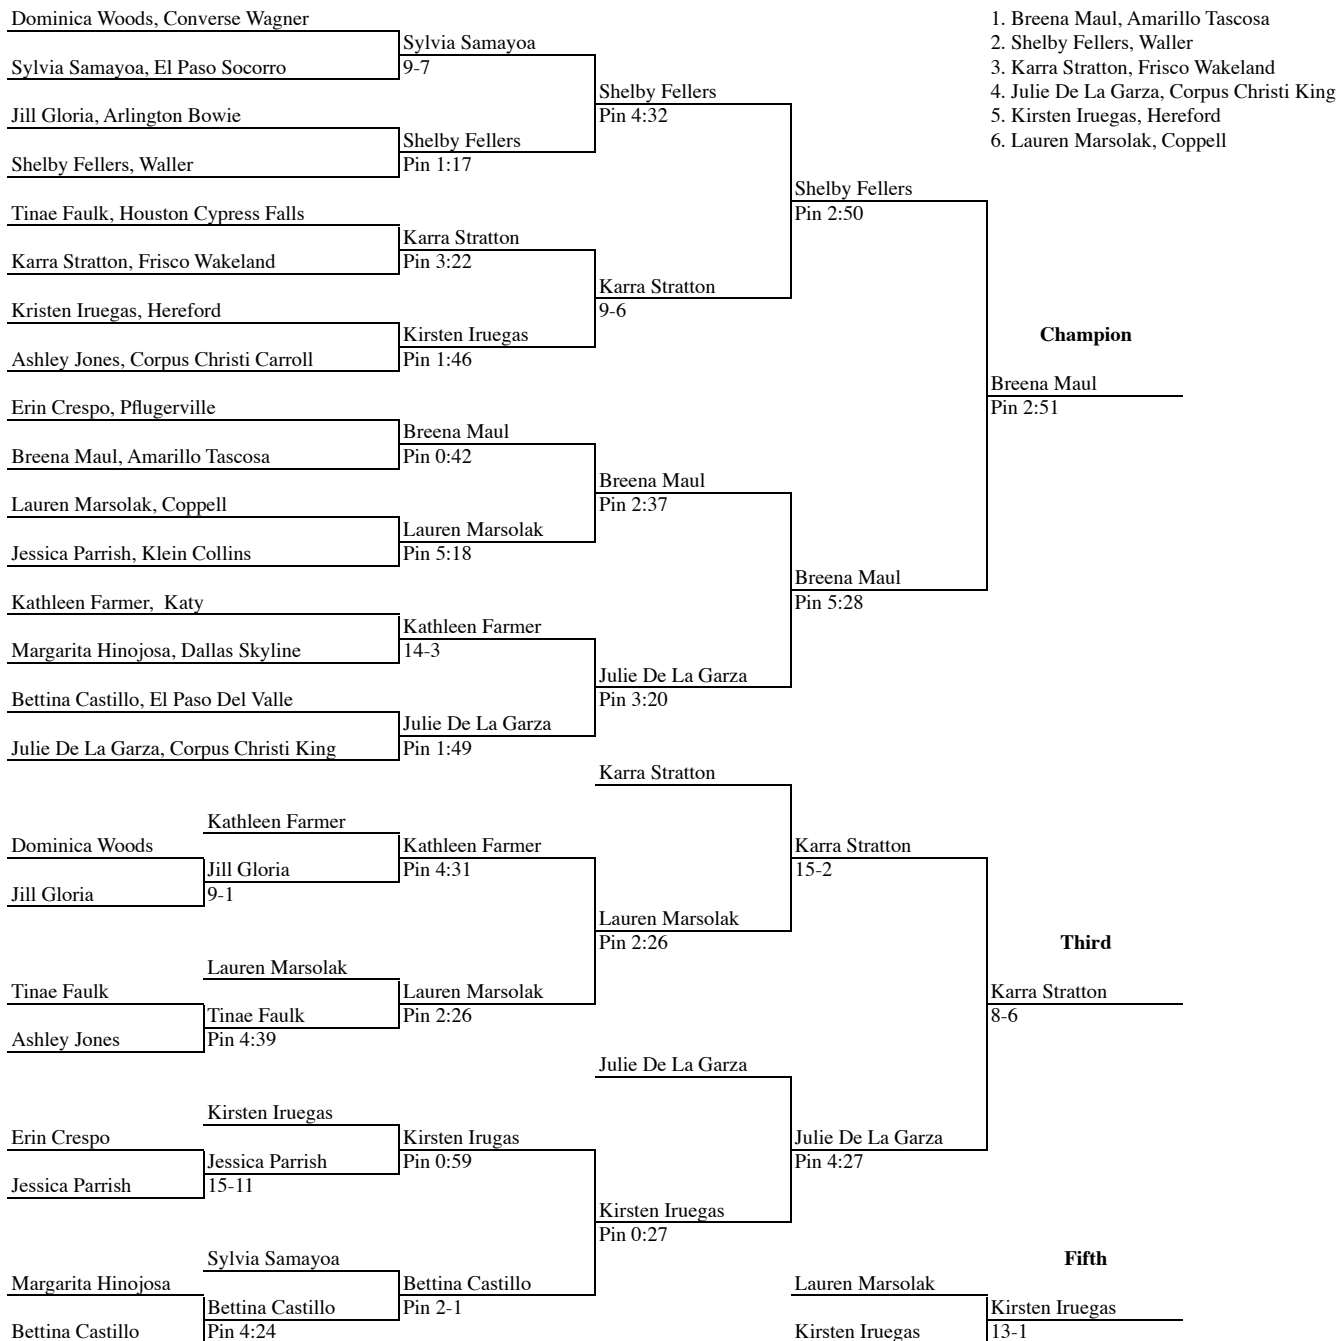 Dominica Woods, Converse Wagner
Sylvia Samayoa
Sylvia Samayoa, El Paso Socorro
9-7
Shelby Fellers
Jill Gloria, Arlington Bowie
Pin 4:32
Shelby Fellers
Shelby Fellers, Waller
Pin 1:17
Shelby Fellers
Tinae Faulk, Houston Cypress Falls
Pin 2:50
Karra Stratton
Karra Stratton, Frisco Wakeland
Pin 3:22
Karra Stratton
Kristen Iruegas, Hereford
9-6
Kirsten Iruegas
Ashley Jones, Corpus Christi Carroll
Pin 1:46
1. Breena Maul, Amarillo Tascosa
2. Shelby Fellers, Waller
3. Karra Stratton, Frisco Wakeland
4. Julie De La Garza, Corpus Christi King
5. Kirsten Iruegas, Hereford
6. Lauren Marsolak, Coppell
Champion
Breena Maul
Pin 2:51
Erin Crespo, Pflugerville
Breena Maul
Breena Maul, Amarillo Tascosa
Pin 0:42
Breena Maul
Lauren Marsolak, Coppell
Pin 2:37
Lauren Marsolak
Jessica Parrish, Klein Collins
Pin 5:18
Breena Maul
Kathleen Farmer,  Katy
Pin 5:28
Kathleen Farmer
Margarita Hinojosa, Dallas Skyline
14-3
Julie De La Garza
Bettina Castillo, El Paso Del Valle
Pin 3:20
Julie De La Garza
Julie De La Garza, Corpus Christi King
Pin 1:49
Karra Stratton
Kathleen Farmer
Dominica Woods
Kathleen Farmer
Karra Stratton
Jill Gloria
Pin 4:31
15-2
Jill Gloria
9-1
Lauren Marsolak
Pin 2:26
Third
Lauren Marsolak
Tinae Faulk
Lauren Marsolak
Karra Stratton
Tinae Faulk
Pin 2:26
8-6
Ashley Jones
Pin 4:39
Julie De La Garza
Kirsten Iruegas
Erin Crespo
Kirsten Irugas
Julie De La Garza
Jessica Parrish
Pin 0:59
Pin 4:27
Jessica Parrish
15-11
Kirsten Iruegas
Pin 0:27
Sylvia Samayoa
Fifth
Margarita Hinojosa
Bettina Castillo
Lauren Marsolak
Bettina Castillo
Pin 2-1
Kirsten Iruegas
Bettina Castillo
Pin 4:24
Kirsten Iruegas
13-1